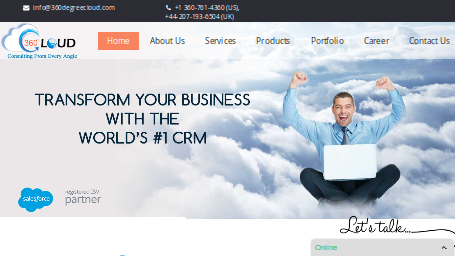 info@360degreecloud.com
+1 360-761-4360 (US),
+44-207-193-6504 (UK)
360° CLOUD
Consulting From Every Angle
Home About Us Services Products Portfolio Career Contact Us
TRANSFORM YOUR BUSINESS
WITH THE
WORLD'S #1 CRM
salesforce
registered ISV
partner
Let's talk...
Online